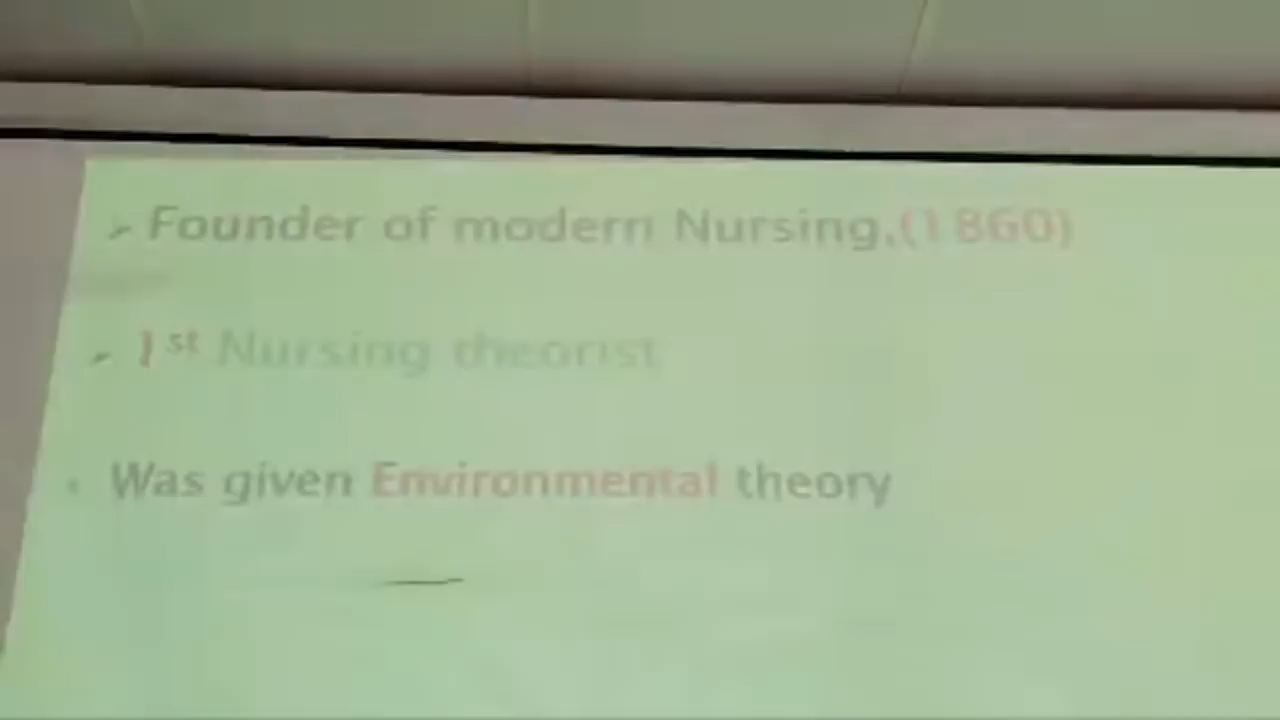 Founder of modern Nursing,(1860)
1st Nursing theorist
Was given Environmental theory